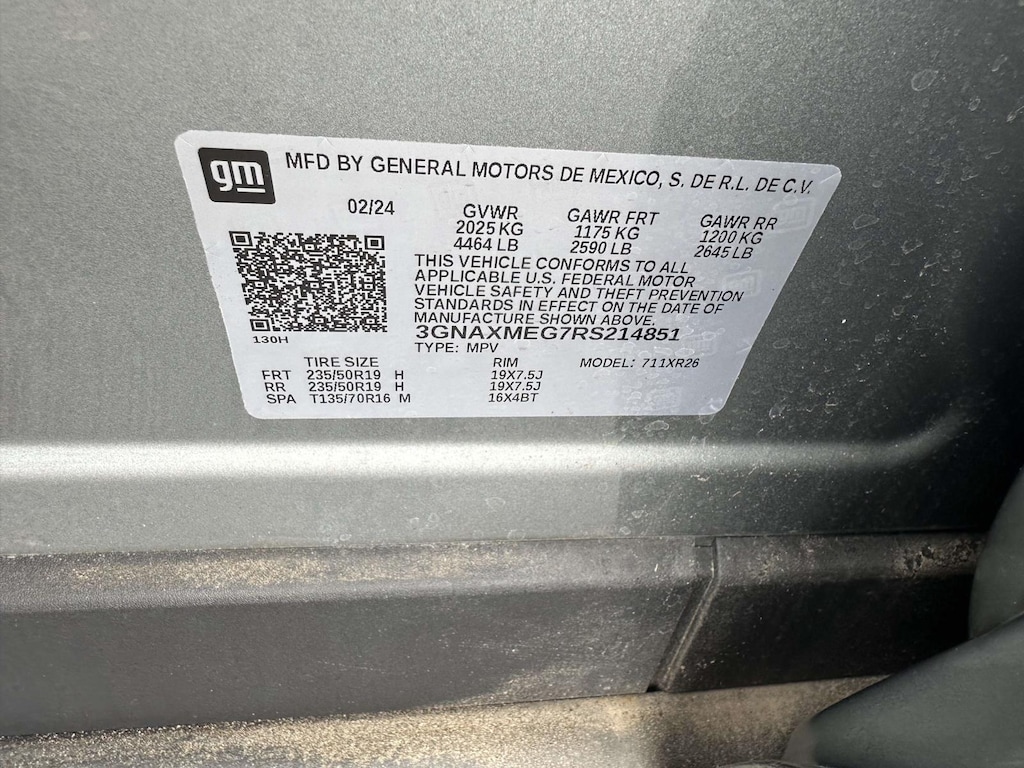 gm MFD BY GENERAL MOTORS DE MEXICO, S. DE R.L. DE C.V.
02/24 GVWR GAWR FRT GAWR RR
2025 KG 1175 KG 1200 KG
4464 LB 2590 LB 2645 LB
THIS VEHICLE CONFORMS TO ALL
APPLICABLE U.S. FEDERAL MOTOR
VEHICLE SAFETY AND THEFT PREVENTION
STANDARDS IN EFFECT ON THE DATE OF
MANUFACTURE SHOWN ABOVE.
130H 3GNAXMEG7RS214851
TYPE: MPV
TIRE SIZE RIM MODEL: 711XR26
FRT 235/50R19 H 19X7.5J
RR 235/50R19 H 19X7.5J
SPA T135/70R16 M 16X4BT